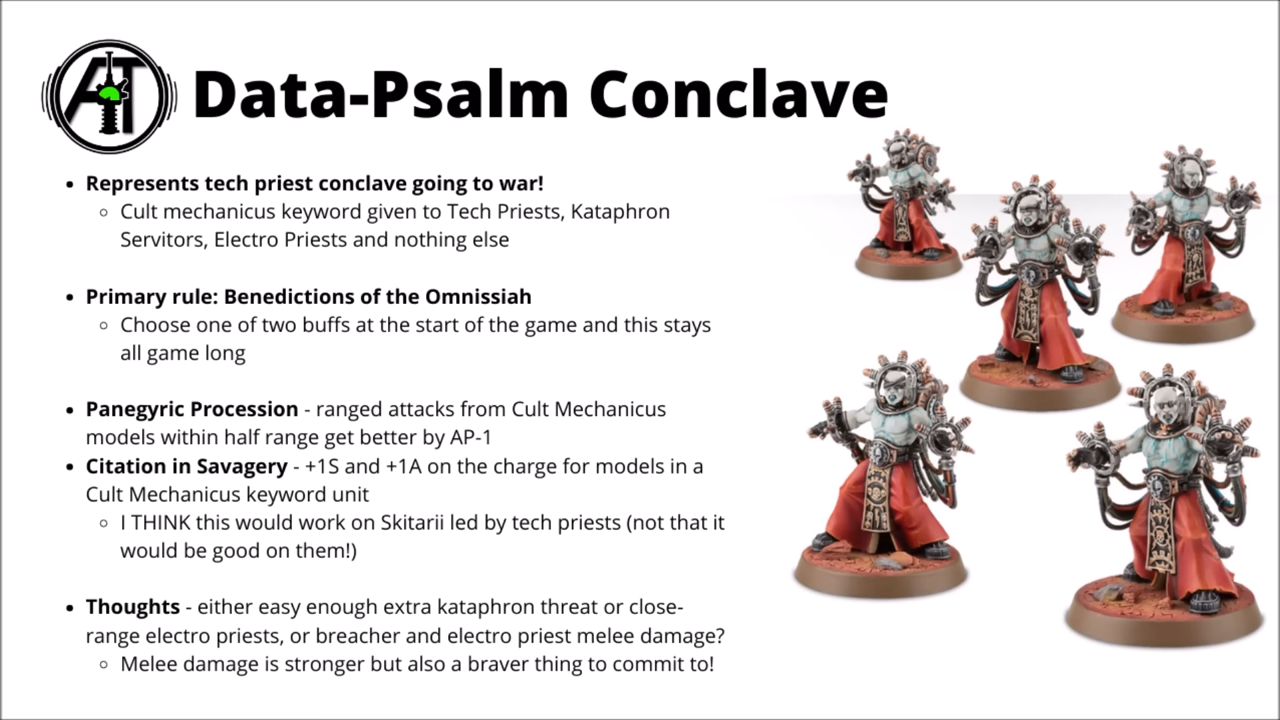 AT
Data-Psalm Conclave
• Represents tech priest conclave going to war!
○ Cult mechanicus keyword given to Tech Priests, Kataphron
Servitors, Electro Priests and nothing else
• Primary rule: Benedictions of the Omnissiah
○ Choose one of two buffs at the start of the game and this stays
all game long
• Panegyric Procession - ranged attacks from Cult Mechanicus
models within half range get better by AP-1
• Citation in Savagery - +1S and +1A on the charge for models in a
Cult Mechanicus keyword unit
○ I THINK this would work on Skitarii led by tech priests (not that it
would be good on them!)
• Thoughts - either easy enough extra kataphron threat or close-
range electro priests, or breacher and electro priest melee damage?
○ Melee damage is stronger but also a braver thing to commit to!